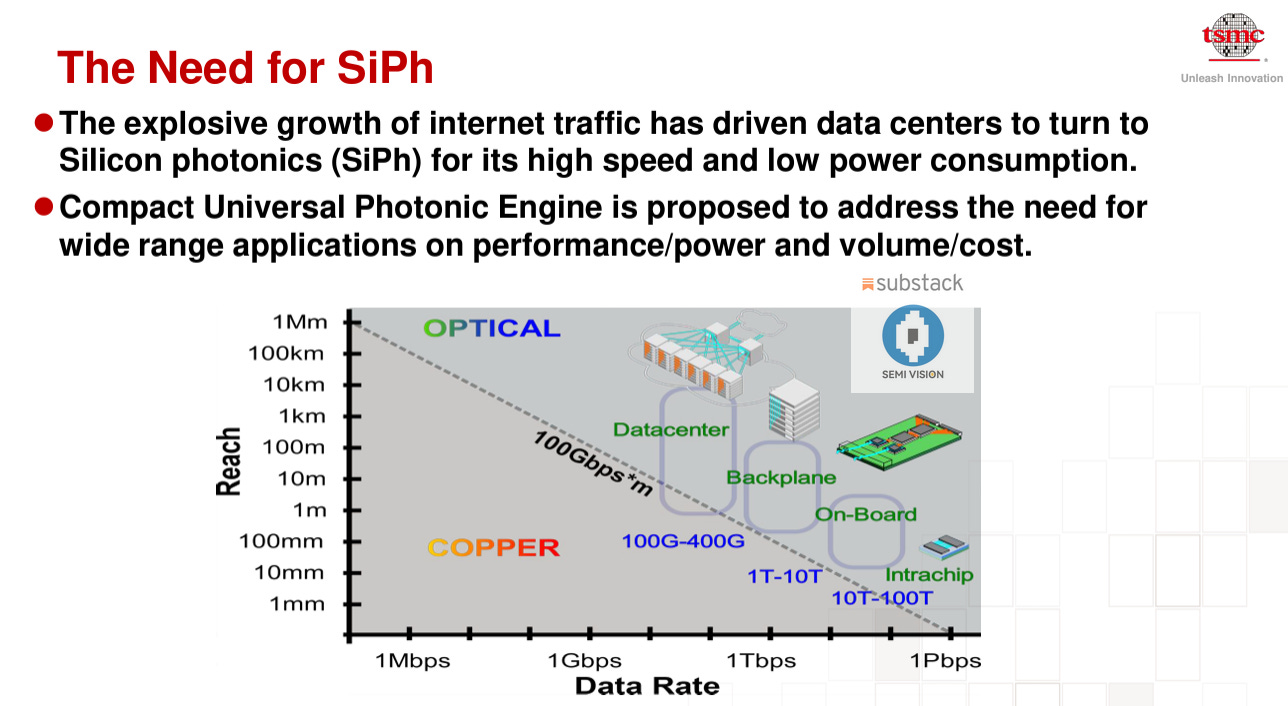 The Need for SiPh
tsmc
Unleash Innovation
The explosive growth of internet traffic has driven data centers to turn to
Silicon photonics (SiPh) for its high speed and low power consumption.
Compact Universal Photonic Engine is proposed to address the need for
wide range applications on performance/power and volume/cost.
substack
SEMI VISION
OPTICAL
COPPER
Reach
1Mm
100km
10km
1km
100m
10m
1m
100mm
10mm
1mm
100Gbps*m
Datacenter
Backplane
On-Board
Intrachip
100G-400G
1T-10T
10T-100T
1Mbps
1Gbps
1Tbps
1Pbps
Data Rate